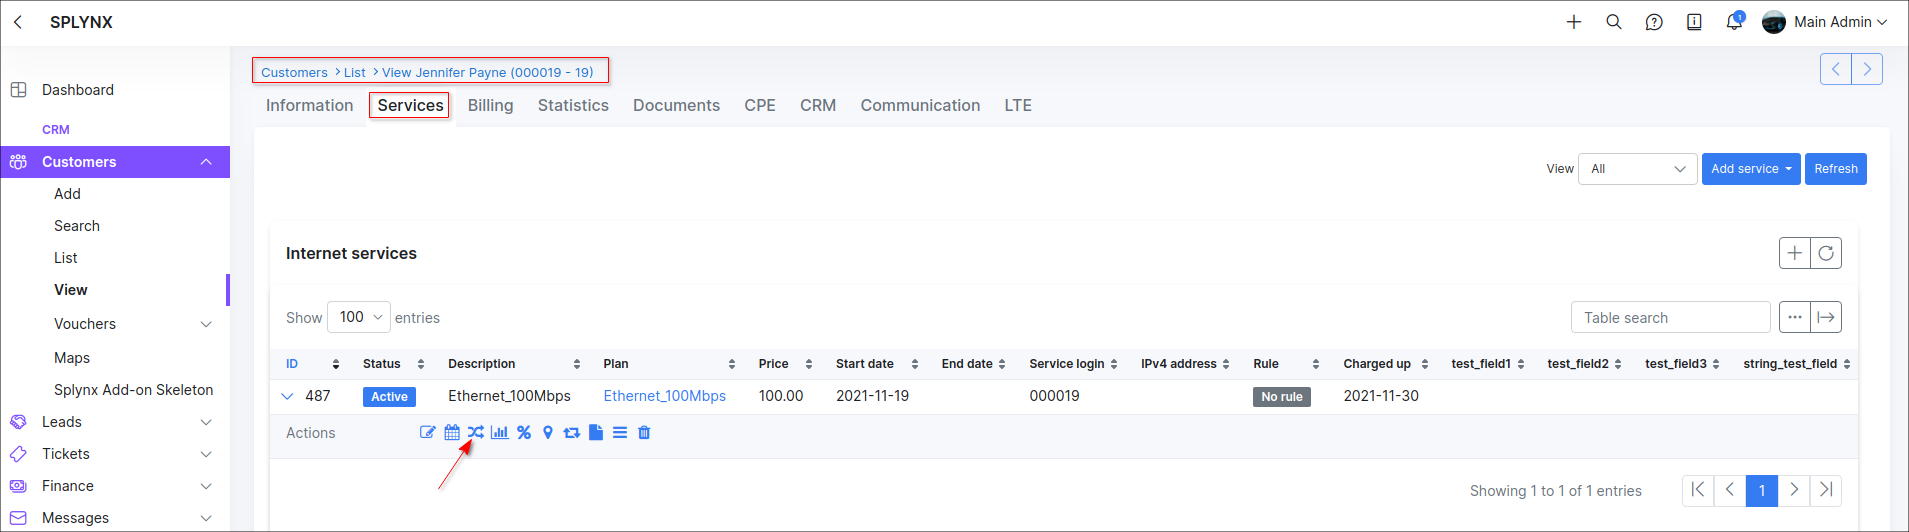 SPLYNX
1
Main Admin
Customers > List > View Jennifer Payne (000019 - 19)
Dashboard
Information Services Billing Statistics Documents CPE CRM Communication LTE
CRM
Customers
View All Add service Refresh
Add
Search
List
Internet services
View
Show 100 entries Table search ...
Vouchers
Maps
ID Status Description Plan Price Start date End date Service login IPv4 address Rule Charged up test_field1 test_field2 test_field3 string_test_field
Splynx Add-on Skeleton
487 Active Ethernet_100Mbps Ethernet_100Mbps 100.00 2021-11-19 000019 No rule 2021-11-30
Leads
Actions
Tickets
Finance
Showing 1 to 1 of 1 entries 1
Messages